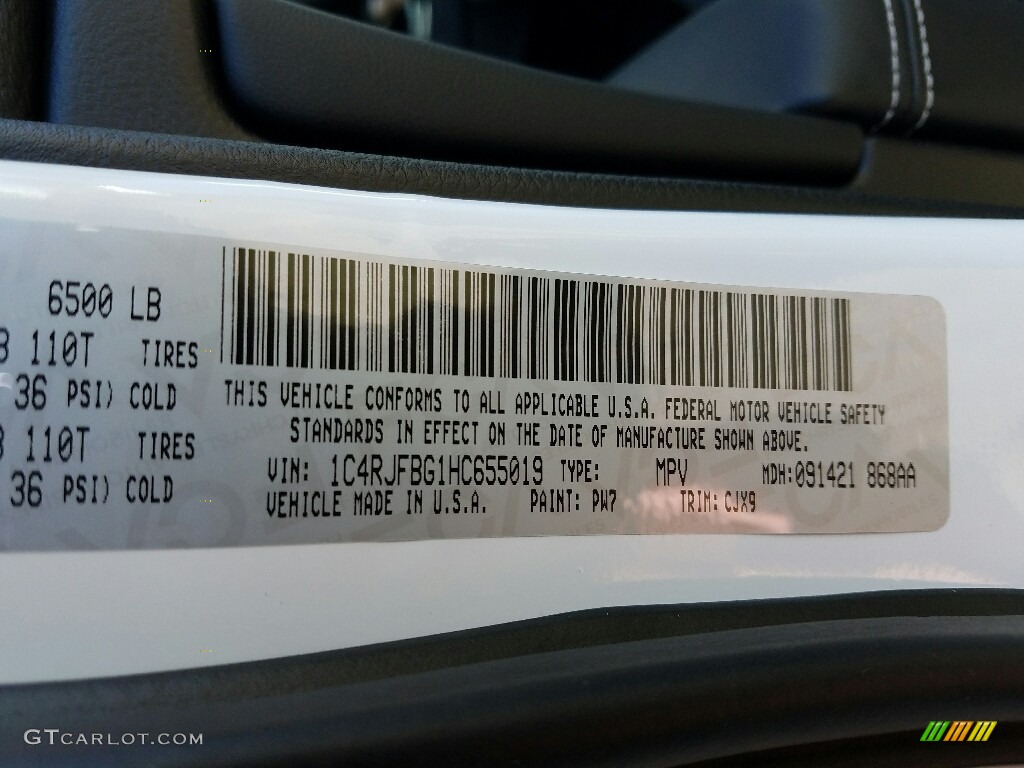 6500 LB
110T TIRES
36 PSI) COLD
110T TIRES
36 PSI) COLD
THIS VEHICLE CONFORMS TO ALL APPLICABLE U.S.A. FEDERAL MOTOR VEHICLE SAFETY
STANDARDS IN EFFECT ON THE DATE OF MANUFACTURE SHOWN ABOVE.
VIN: 1C4RJFBG1HC655019 TYPE: MPV MDH:091421 868AA
VEHICLE MADE IN U.S.A. PAINT: PW7 TRIM: CJX9
GTCARLOT.COM